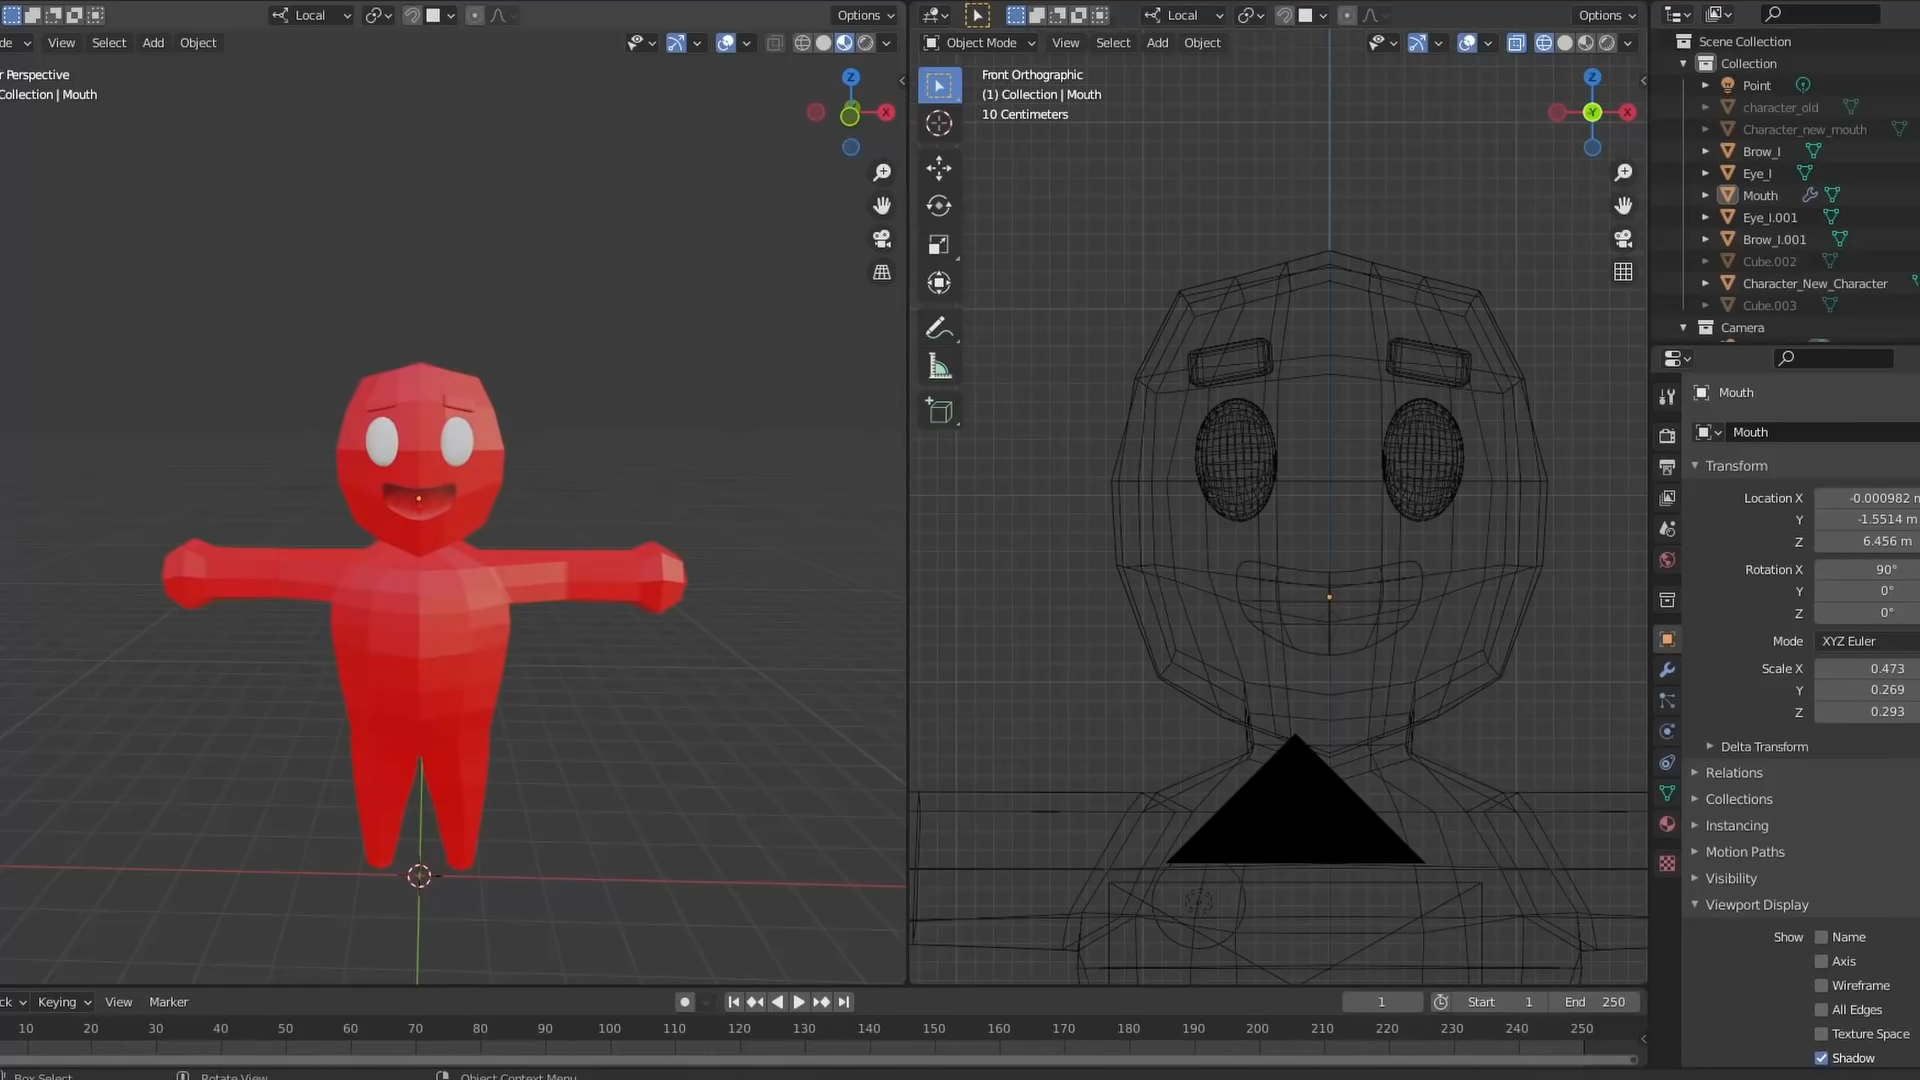 Local
Options
Local
Options
de
View
Select
Add
Object
Object Mode
View
Select
Add
Object
r Perspective
Collection | Mouth
Z
X
Front Orthographic
(1) Collection | Mouth
10 Centimeters
Z
Y
X
Scene Collection
Collection
Point
character_old
Character_new_mouth
Brow_l
Eye_l
Mouth
Eye_l.001
Brow_l.001
Cube.002
Character_New_Character
Cube.003
Camera
Mouth
Mouth
Transform
Location X -0.000982 m
Y -1.5514 m
Z 6.456 m
Rotation X 90°
Y 0°
Z 0°
Mode XYZ Euler
Scale X 0.473
Y 0.269
Z 0.293
Delta Transform
Relations
Collections
Instancing
Motion Paths
Visibility
Viewport Display
Show Name
Axis
Wireframe
All Edges
Texture Space
Shadow
ck
Keying
View
Marker
1
Start 1
End 250
10 20 30 40 50 60 70 80 90 100 110 120 130 140 150 160 170 180 190 200 210 220 230 240 250
Box Select
Rotate View
Object Context Menu